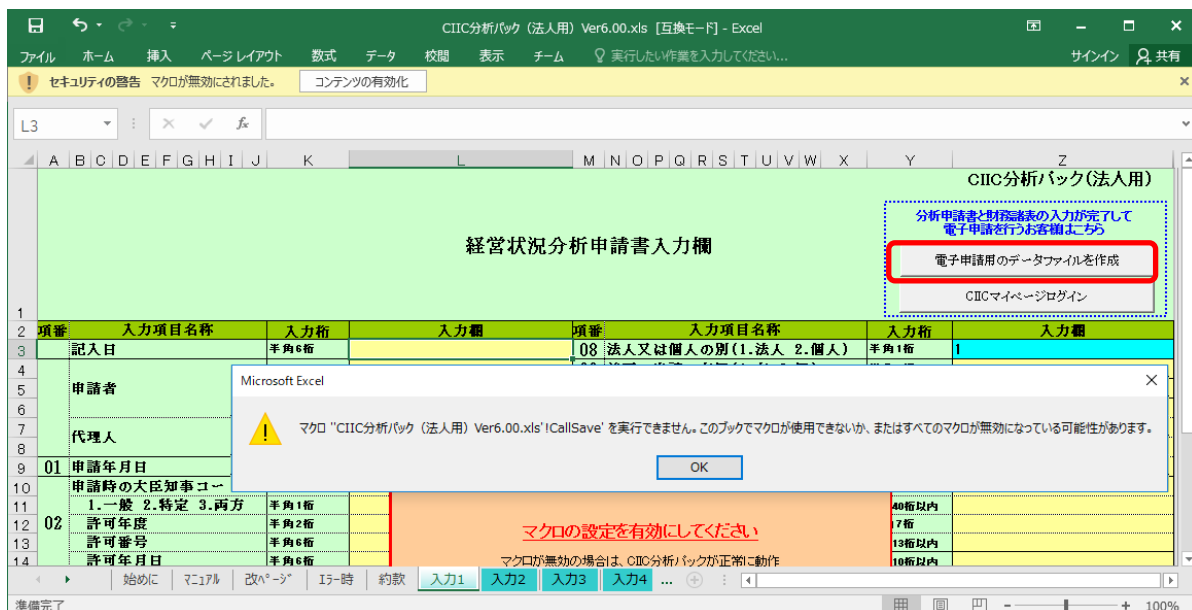 CIIC分析パック（法人用）Ver6.00.xls [互換モード] - Excel
ファイル ホーム 挿入 ページ レイアウト 数式 データ 校閲 表示 チーム 実行したい作業を入力してください... サインイン 共有
セキュリティの警告 マクロが無効にされました。 コンテンツの有効化
L3
fx
A B C D E F G H I J K L M N O P Q R S T U V W X Y Z
CIIC分析パック(法人用)
分析申請書と財務諸表の入力が完了して
電子申請を行うお客様はこちら
経営状況分析申請書入力欄
電子申請用のデータファイルを作成
CIICマイページログイン
1
2 項番 入力項目名称 入力桁 入力欄 項番 入力項目名称 入力桁 入力欄
3 記入日 半角6桁 08 法人又は個人の別(1.法人 2.個人) 半角1桁 1
4
5 申請者
6
Microsoft Excel
マクロ "CIIC分析パック（法人用）Ver6.00.xls'!CallSave' を実行できません。このブックでマクロが使用できないか、またはすべてのマクロが無効になっている可能性があります。
OK
7 代理人
8
9 01 申請年月日
10 申請時の大臣知事コー
11 1.一般 2.特定 3.両方 半角1桁 40桁以内
12 02 許可年度 半角2桁 マクロの設定を有効にしてください 17桁
13 許可番号 半角6桁 13桁以内
14 許可年月日 半角6桁 マクロが無効の場合は、CIIC分析パックが正常に動作 10桁以内
始めに マニュアル 改ページ エラー時 約款 入力1 入力2 入力3 入力4 ...
準備完了 100%